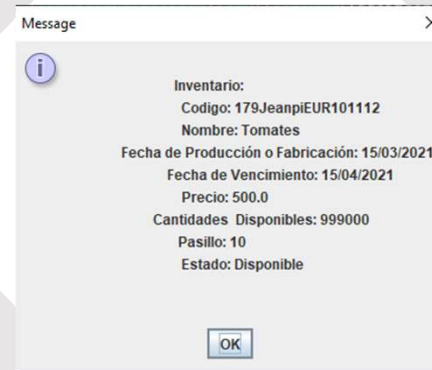 Message
Inventario:
Codigo: 179JeanpiEUR101112
Nombre: Tomates
Fecha de Producción o Fabricación: 15/03/2021
Fecha de Vencimiento: 15/04/2021
Precio: 500.0
Cantidades Disponibles: 999000
Pasillo: 10
Estado: Disponible
OK